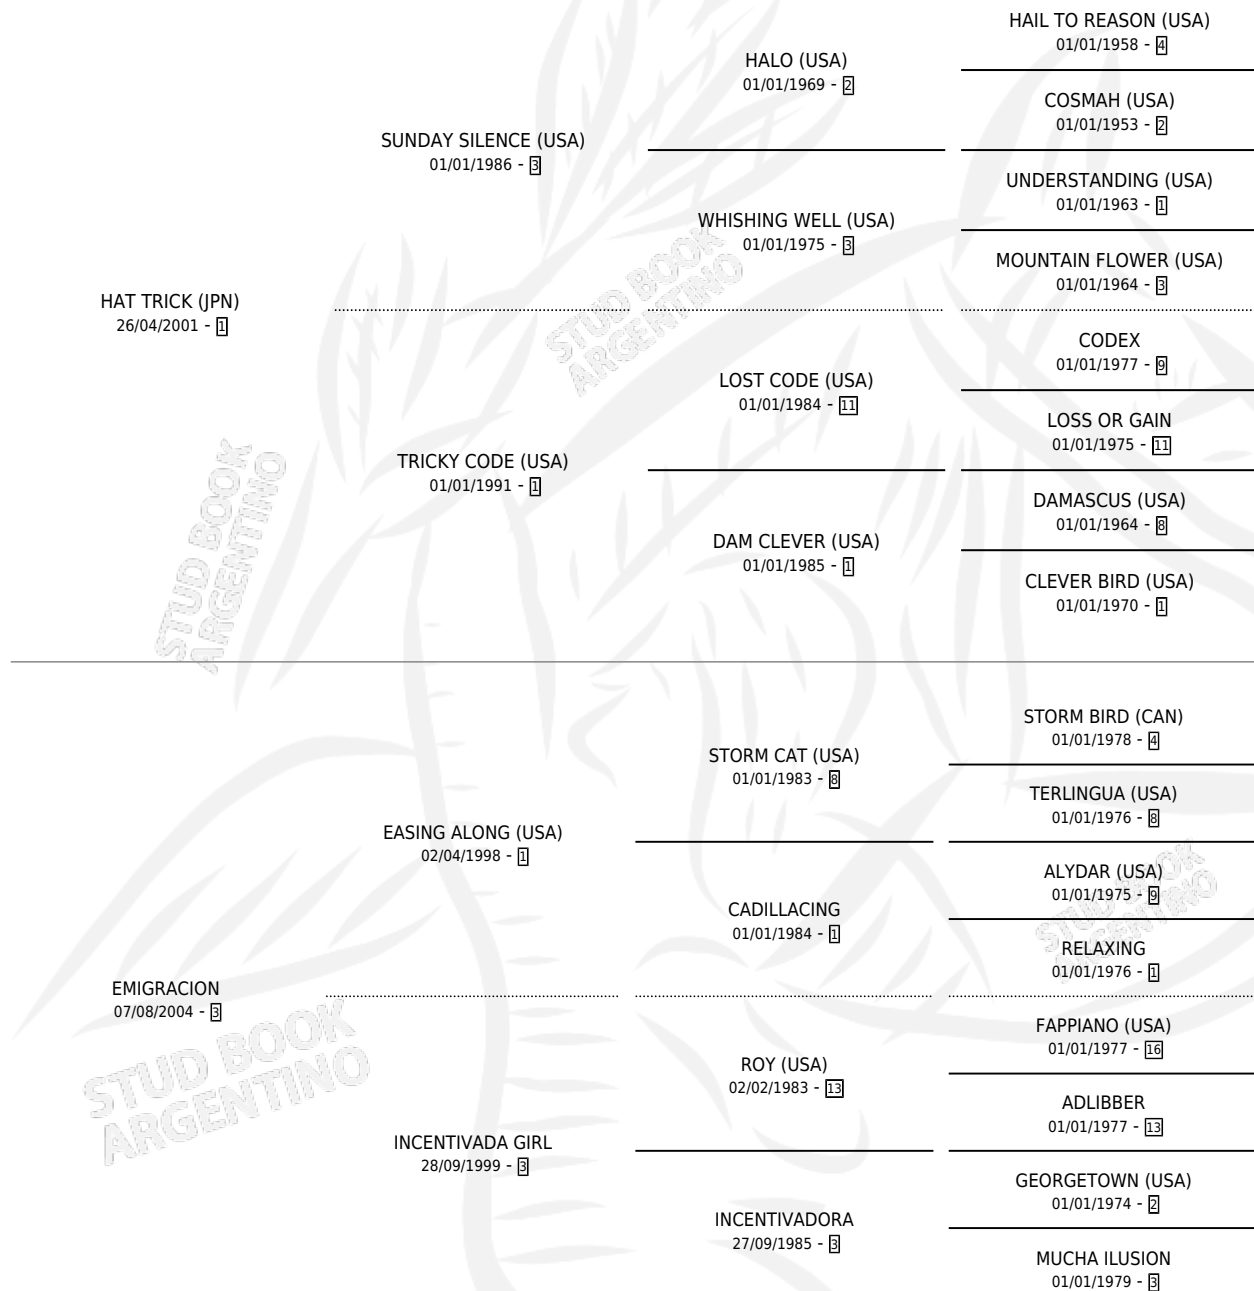 HAT TRICK (JPN)
26/04/2001 - 1
SUNDAY SILENCE (USA)
01/01/1986 - 3
HALO (USA)
01/01/1969 - 2
HAIL TO REASON (USA)
01/01/1958 - 4
COSMAH (USA)
01/01/1953 - 2
WHISHING WELL (USA)
01/01/1975 - 3
UNDERSTANDING (USA)
01/01/1963 - 1
MOUNTAIN FLOWER (USA)
01/01/1964 - 3
TRICKY CODE (USA)
01/01/1991 - 1
LOST CODE (USA)
01/01/1984 - 11
CODEX
01/01/1977 - 9
LOSS OR GAIN
01/01/1975 - 11
DAM CLEVER (USA)
01/01/1985 - 1
DAMASCUS (USA)
01/01/1964 - 8
CLEVER BIRD (USA)
01/01/1970 - 1
EMIGRACION
07/08/2004 - 3
EASING ALONG (USA)
02/04/1998 - 1
STORM CAT (USA)
01/01/1983 - 8
STORM BIRD (CAN)
01/01/1978 - 4
TERLINGUA (USA)
01/01/1976 - 8
CADILLACING
01/01/1984 - 1
ALYDAR (USA)
01/01/1975 - 9
RELAXING
01/01/1976 - 1
INCENTIVADA GIRL
28/09/1999 - 3
ROY (USA)
02/02/1983 - 13
FAPPIANO (USA)
01/01/1977 - 16
ADLIBBER
01/01/1977 - 13
INCENTIVADORA
27/09/1985 - 3
GEORGETOWN (USA)
01/01/1974 - 2
MUCHA ILUSION
01/01/1979 - 3
STUD BOOK
ARGENTINO
STUD BOOK
ARGENTINO
STUD BOOK
ARGENTINO
STUD BOOK
ARGENTINO